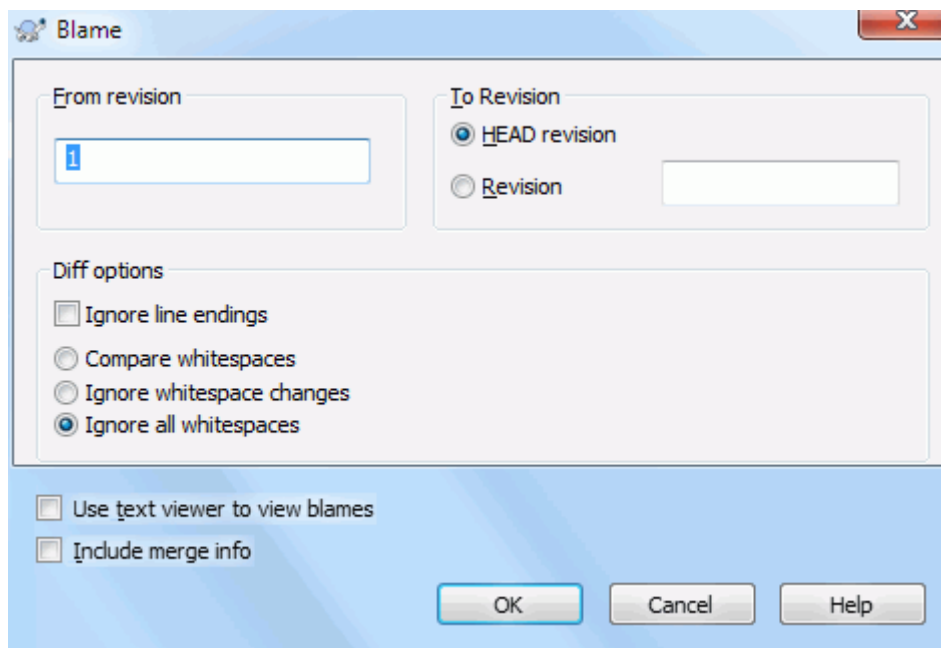 Blame
From revision
1
To Revision
HEAD revision
Revision
Diff options
Ignore line endings
Compare whitespaces
Ignore whitespace changes
Ignore all whitespaces
Use text viewer to view blames
Include merge info
OK Cancel Help